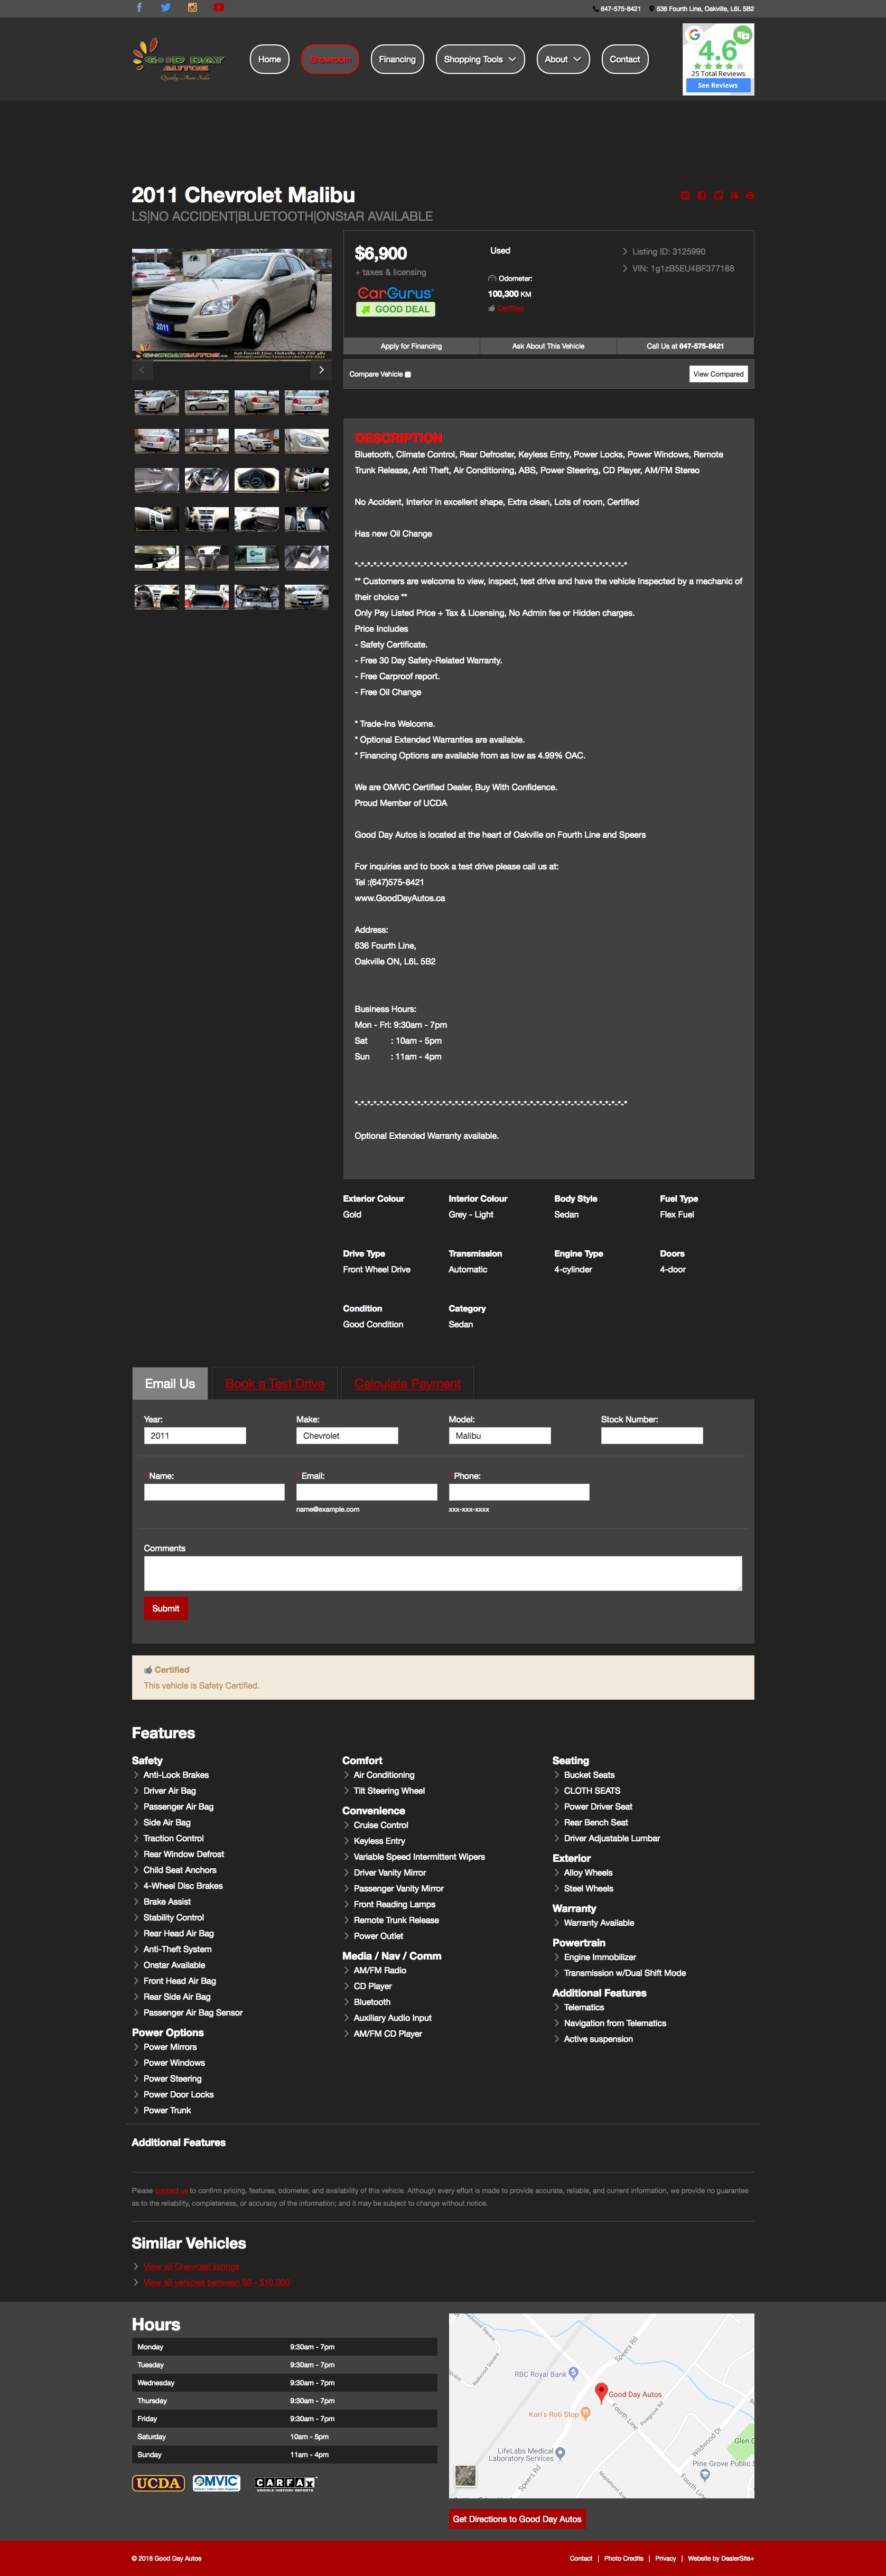 647-575-8421 636 Fourth Line, Oakville, L6L 5B2
GOOD DAY
AUTOS
Quality Auto Sales
Home
Showroom
Financing
Shopping Tools
About
Contact
4.6
25 Total Reviews
See Reviews
2011 Chevrolet Malibu
LS|NO ACCIDENT|BLUETOOTH|ONStAR AVAILABLE
2011
$6,900
+ taxes & licensing
CarGurus
GOOD DEAL
Used
Odometer:
100,300 KM
Certified
Listing ID: 3125990
VIN: 1g1zB5EU4BF377188
Apply for Financing
Ask About This Vehicle
Call Us at 647-575-8421
Compare Vehicle
View Compared
DESCRIPTION
Bluetooth, Climate Control, Rear Defroster, Keyless Entry, Power Locks, Power Windows, Remote
Trunk Release, Anti Theft, Air Conditioning, ABS, Power Steering, CD Player, AM/FM Stereo
No Accident, Interior in excellent shape, Extra clean, Lots of room, Certified
Has new Oil Change
*-*-*-*-*-*-*-*-*-*-*-*-*-*-*-*-*-*-*-*-*-*-*-*-*-*-*-*-*-*-*-*-*-*-*-*-*-*-*-*-*-*-*-*
** Customers are welcome to view, inspect, test drive and have the vehicle Inspected by a mechanic of
their choice **
Only Pay Listed Price + Tax & Licensing, No Admin fee or Hidden charges.
Price Includes
- Safety Certificate.
- Free 30 Day Safety-Related Warranty.
- Free Carproof report.
- Free Oil Change
* Trade-Ins Welcome.
* Optional Extended Warranties are available.
* Financing Options are available from as low as 4.99% OAC.
We are OMVIC Certified Dealer, Buy With Confidence.
Proud Member of UCDA
Good Day Autos is located at the heart of Oakville on Fourth Line and Speers
For inquiries and to book a test drive please call us at:
Tel :(647)575-8421
www.GoodDayAutos.ca
Address:
636 Fourth Line,
Oakville ON, L6L 5B2
Business Hours:
Mon - Fri: 9:30am - 7pm
Sat : 10am - 5pm
Sun : 11am - 4pm
*-*-*-*-*-*-*-*-*-*-*-*-*-*-*-*-*-*-*-*-*-*-*-*-*-*-*-*-*-*-*-*-*-*-*-*-*-*-*-*-*-*-*-*
Optional Extended Warranty available.
Exterior Colour Interior Colour Body Style Fuel Type
Gold Grey - Light Sedan Flex Fuel
Drive Type Transmission Engine Type Doors
Front Wheel Drive Automatic 4-cylinder 4-door
Condition Category
Good Condition Sedan
Email Us
Book a Test Drive
Calculate Payment
Year: Make: Model: Stock Number:
2011 Chevrolet Malibu
* Name: * Email: * Phone:
name@example.com xxx-xxx-xxxx
Comments
Submit
Certified
This vehicle is Safety Certified.
Features
Safety
Anti-Lock Brakes
Driver Air Bag
Passenger Air Bag
Side Air Bag
Traction Control
Rear Window Defrost
Child Seat Anchors
4-Wheel Disc Brakes
Brake Assist
Stability Control
Rear Head Air Bag
Anti-Theft System
Onstar Available
Front Head Air Bag
Rear Side Air Bag
Passenger Air Bag Sensor
Power Options
Power Mirrors
Power Windows
Power Steering
Power Door Locks
Power Trunk
Comfort
Air Conditioning
Tilt Steering Wheel
Convenience
Cruise Control
Keyless Entry
Variable Speed Intermittent Wipers
Driver Vanity Mirror
Passenger Vanity Mirror
Front Reading Lamps
Remote Trunk Release
Power Outlet
Media / Nav / Comm
AM/FM Radio
CD Player
Bluetooth
Auxiliary Audio Input
AM/FM CD Player
Seating
Bucket Seats
CLOTH SEATS
Power Driver Seat
Rear Bench Seat
Driver Adjustable Lumbar
Exterior
Alloy Wheels
Steel Wheels
Warranty
Warranty Available
Powertrain
Engine Immobilizer
Transmission w/Dual Shift Mode
Additional Features
Telematics
Navigation from Telematics
Active suspension
Additional Features
Please contact us to confirm pricing, features, odometer, and availability of this vehicle. Although every effort is made to provide accurate, reliable, and current information, we provide no guarantee
as to the reliability, completeness, or accuracy of the information; and it may be subject to change without notice.
Similar Vehicles
View all Chevrolet listings
View all vehicles between $0 - $10,000
Hours
Monday 9:30am - 7pm
Tuesday 9:30am - 7pm
Wednesday 9:30am - 7pm
Thursday 9:30am - 7pm
Friday 9:30am - 7pm
Saturday 10am - 5pm
Sunday 11am - 4pm
UCDA
OMVIC
CARFAX
VEHICLE HISTORY REPORTS
Speers Rd
RBC Royal Bank
Good Day Autos
Kori's Roti Stop
Fourth Line
Pinegrove Rd
Wildwood Dr
Glen
LifeLabs Medical
Laboratory Services
Pine Grove Public
Speers Rd
Maplehurst Ave
Fourth Line
Get Directions to Good Day Autos
© 2018 Good Day Autos
Contact | Photo Credits | Privacy | Website by DealerSite+